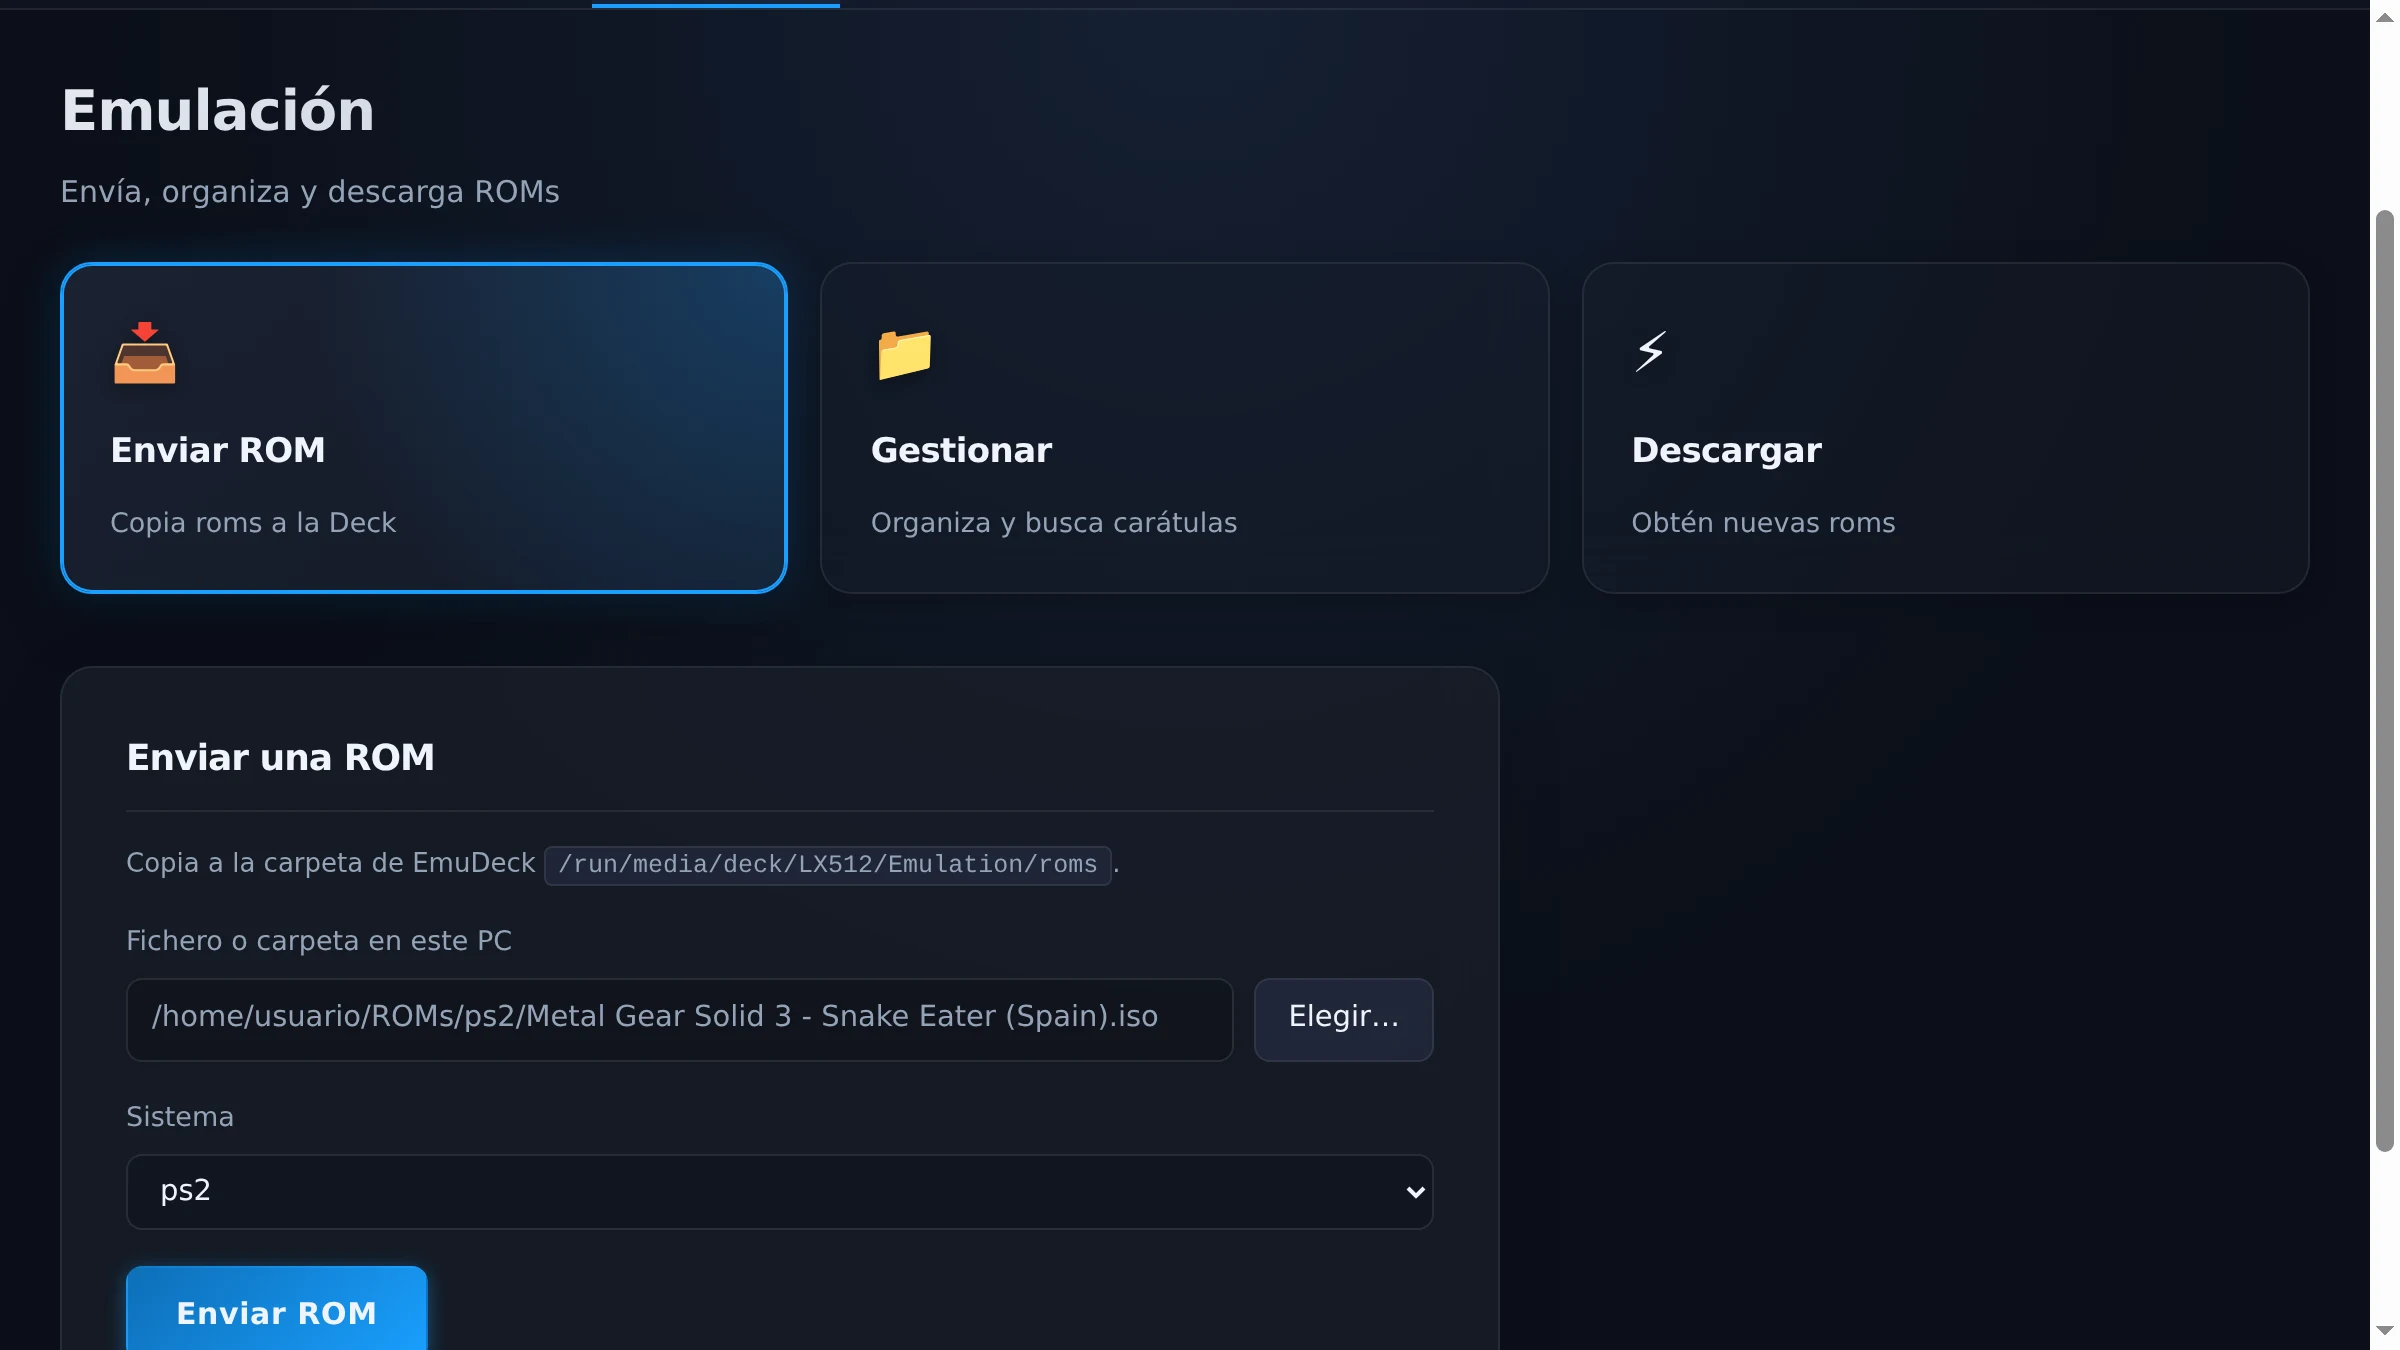 Emulación
Envía, organiza y descarga ROMs
Enviar ROM
Copia roms a la Deck
Gestionar
Organiza y busca carátulas
Descargar
Obtén nuevas roms
Enviar una ROM
Copia a la carpeta de EmuDeck /run/media/deck/LX512/Emulation/roms.
Fichero o carpeta en este PC
/home/usuario/ROMs/ps2/Metal Gear Solid 3 - Snake Eater (Spain).iso
Elegir...
Sistema
ps2
Enviar ROM